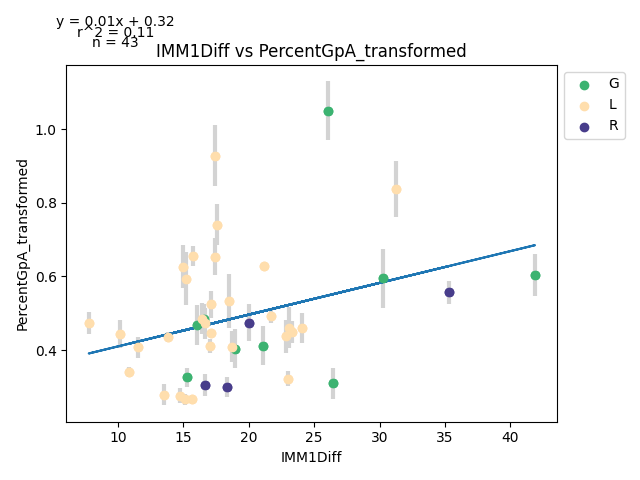 y = 0.01x + 0.32
r^2 = 0.11
n = 43
IMM1Diff vs PercentGpA_transformed
G
L
R
PercentGpA_transformed
1.0
0.8
0.6
0.4
10 15 20 25 30 35 40
IMM1Diff